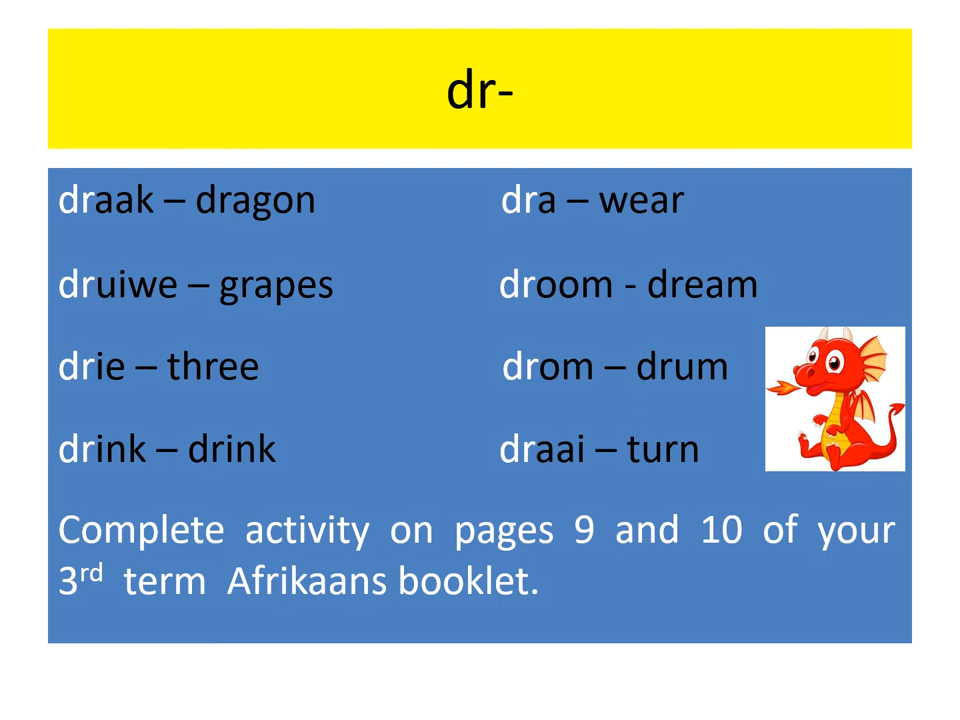 dr-
draak – dragon dra – wear
druiwe – grapes droom - dream
drie – three drom – drum
drink – drink draai – turn
Complete activity on pages 9 and 10 of your
3rd term Afrikaans booklet.